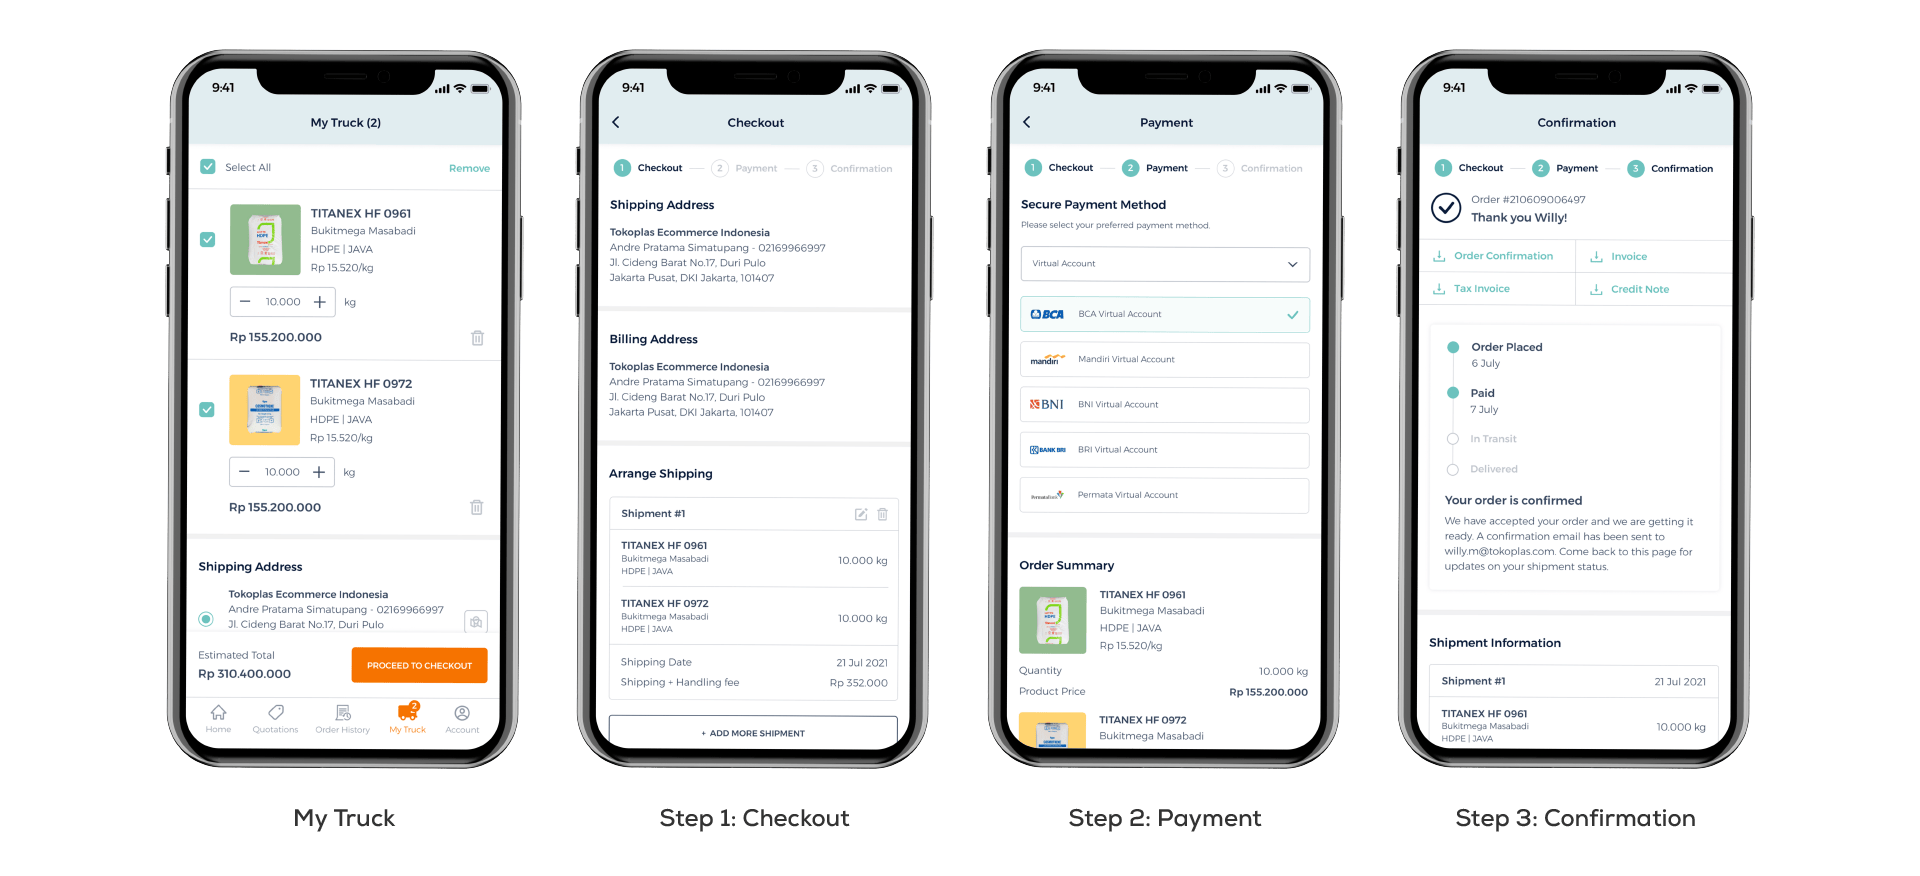 9:41
My Truck (2)
Select All
Remove
TITANEX HF 0961
Bukitmega Masabadi
HDPE | JAVA
Rp 15.520/kg
− 10.000 + kg
Rp 155.200.000
TITANEX HF 0972
Bukitmega Masabadi
HDPE | JAVA
Rp 15.520/kg
− 10.000 + kg
Rp 155.200.000
Shipping Address
Tokoplas Ecommerce Indonesia
Andre Pratama Simatupang - 02169966997
Jl. Cideng Barat No.17, Duri Pulo
Estimated Total
Rp 310.400.000
PROCEED TO CHECKOUT
2
Home Quotations Order History My Truck Account
My Truck
9:41
Checkout
1 Checkout 2 Payment 3 Confirmation
Shipping Address
Tokoplas Ecommerce Indonesia
Andre Pratama Simatupang - 02169966997
Jl. Cideng Barat No.17, Duri Pulo
Jakarta Pusat, DKI Jakarta, 101407
Billing Address
Tokoplas Ecommerce Indonesia
Andre Pratama Simatupang - 02169966997
Jl. Cideng Barat No.17, Duri Pulo
Jakarta Pusat, DKI Jakarta, 101407
Arrange Shipping
Shipment #1
TITANEX HF 0961
Bukitmega Masabadi
HDPE | JAVA
10.000 kg
TITANEX HF 0972
Bukitmega Masabadi
HDPE | JAVA
10.000 kg
Shipping Date 21 Jul 2021
Shipping + Handling fee Rp 352.000
+ ADD MORE SHIPMENT
Step 1: Checkout
9:41
Payment
1 Checkout 2 Payment 3 Confirmation
Secure Payment Method
Please select your preferred payment method.
Virtual Account
BCA BCA Virtual Account
mandiri Mandiri Virtual Account
BNI BNI Virtual Account
BANK BRI BRI Virtual Account
PermataBank Permata Virtual Account
Order Summary
TITANEX HF 0961
Bukitmega Masabadi
HDPE | JAVA
Rp 15.520/kg
Quantity 10.000 kg
Product Price Rp 155.200.000
TITANEX HF 0972
Bukitmega Masabadi
Step 2: Payment
9:41
Confirmation
1 Checkout 2 Payment 3 Confirmation
Order #210609006497
Thank you Willy!
Order Confirmation Invoice
Tax Invoice Credit Note
Order Placed
6 July
Paid
7 July
In Transit
Delivered
Your order is confirmed
We have accepted your order and we are getting it
ready. A confirmation email has been sent to
willy.m@tokoplas.com. Come back to this page for
updates on your shipment status.
Shipment Information
Shipment #1 21 Jul 2021
TITANEX HF 0961
Bukitmega Masabadi
HDPE | JAVA
10.000 kg
Step 3: Confirmation